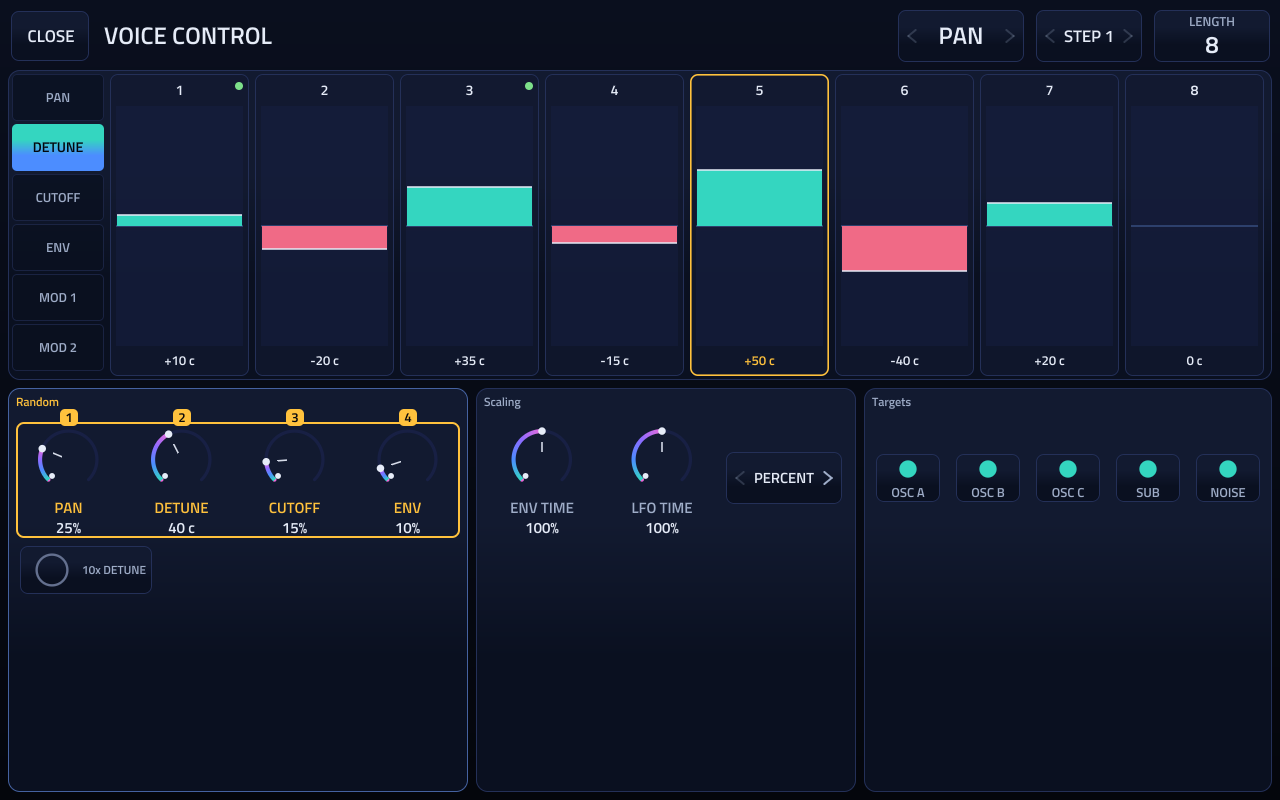 CLOSE
VOICE CONTROL
PAN
STEP 1
LENGTH
8
PAN
DETUNE
CUTOFF
ENV
MOD 1
MOD 2
1
2
3
4
5
6
7
8
+10 c
-20 c
+35 c
-15 c
+50 c
-40 c
+20 c
0 c
Random
1
2
3
4
PAN
DETUNE
CUTOFF
ENV
25%
40 c
15%
10%
10x DETUNE
Scaling
ENV TIME
LFO TIME
100%
100%
PERCENT
Targets
OSC A
OSC B
OSC C
SUB
NOISE